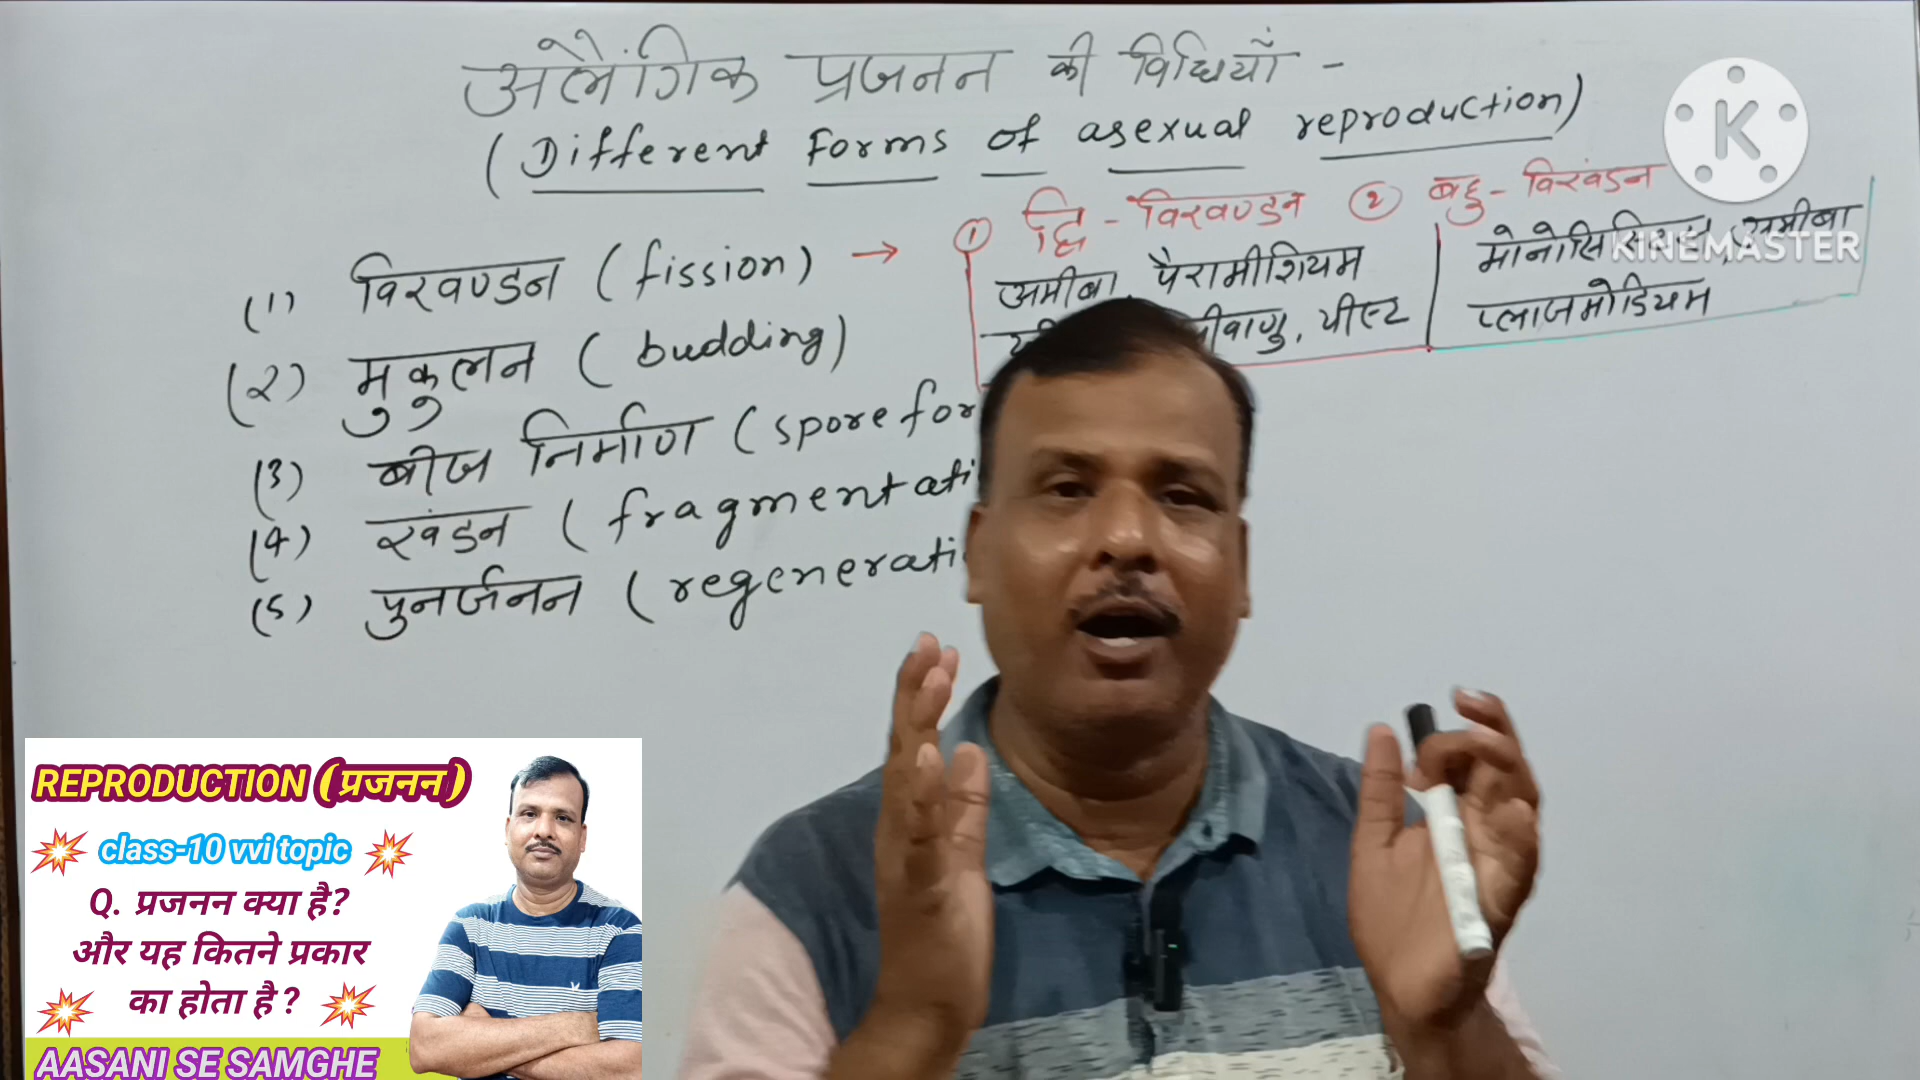 अलैंगिक प्रजनन की विधियाँ -
(Different forms of asexual reproduction)
(1) विखण्डन (fission) → ① द्वि-विखण्डन ② बहु-विखंडन
अमीबा, पैरामीशियम
जीवाणु, यीस्ट
मोनोसिस्टिस, अमीबा
प्लाजमोडियम
(2) मुकुलन (budding)
(3) बीज निर्माण (spore for
(4) खंडन (fragmentati
(5) पुनर्जनन (regenerati
K
KINEMASTER
REPRODUCTION (प्रजनन)
class-10 vvi topic
Q. प्रजनन क्या है?
और यह कितने प्रकार
का होता है?
AASANI SE SAMGHE